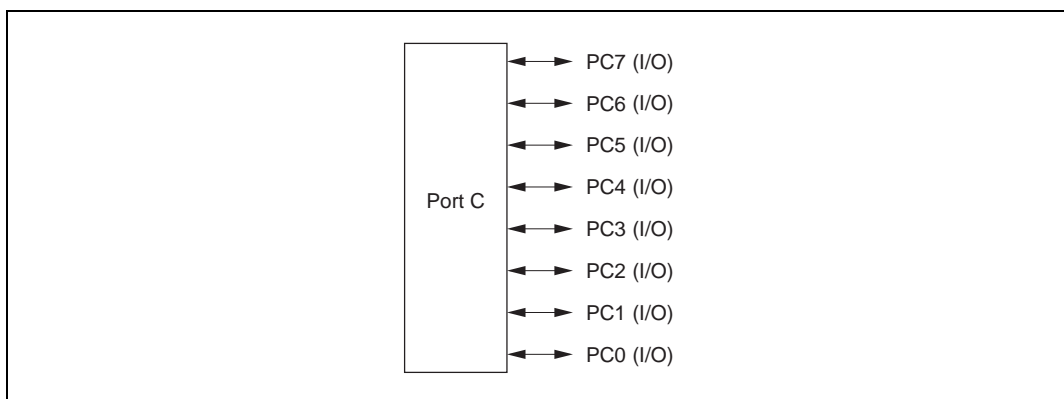 PC7 (I/O)
PC6 (I/O)
PC5 (I/O)
PC4 (I/O)
Port C
PC3 (I/O)
PC2 (I/O)
PC1 (I/O)
PC0 (I/O)